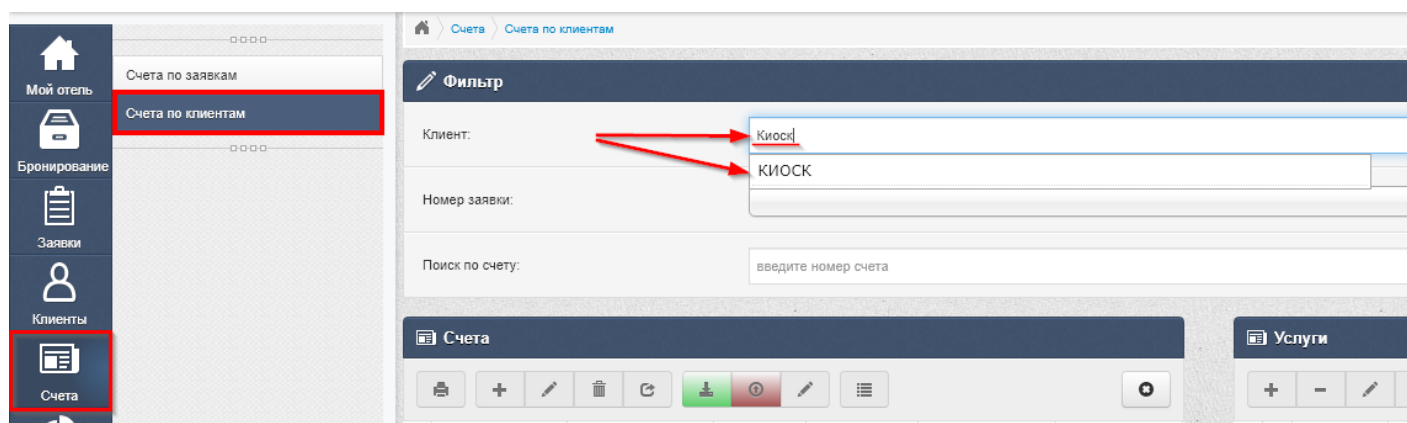 Мой отель
Бронирование
Заявки
Клиенты
Счета
Счета по заявкам
Счета по клиентам
Счета
Счета по клиентам
Фильтр
Клиент:
Киоск
КИОСК
Номер заявки:
Поиск по счету:
введите номер счета
Счета
Услуги